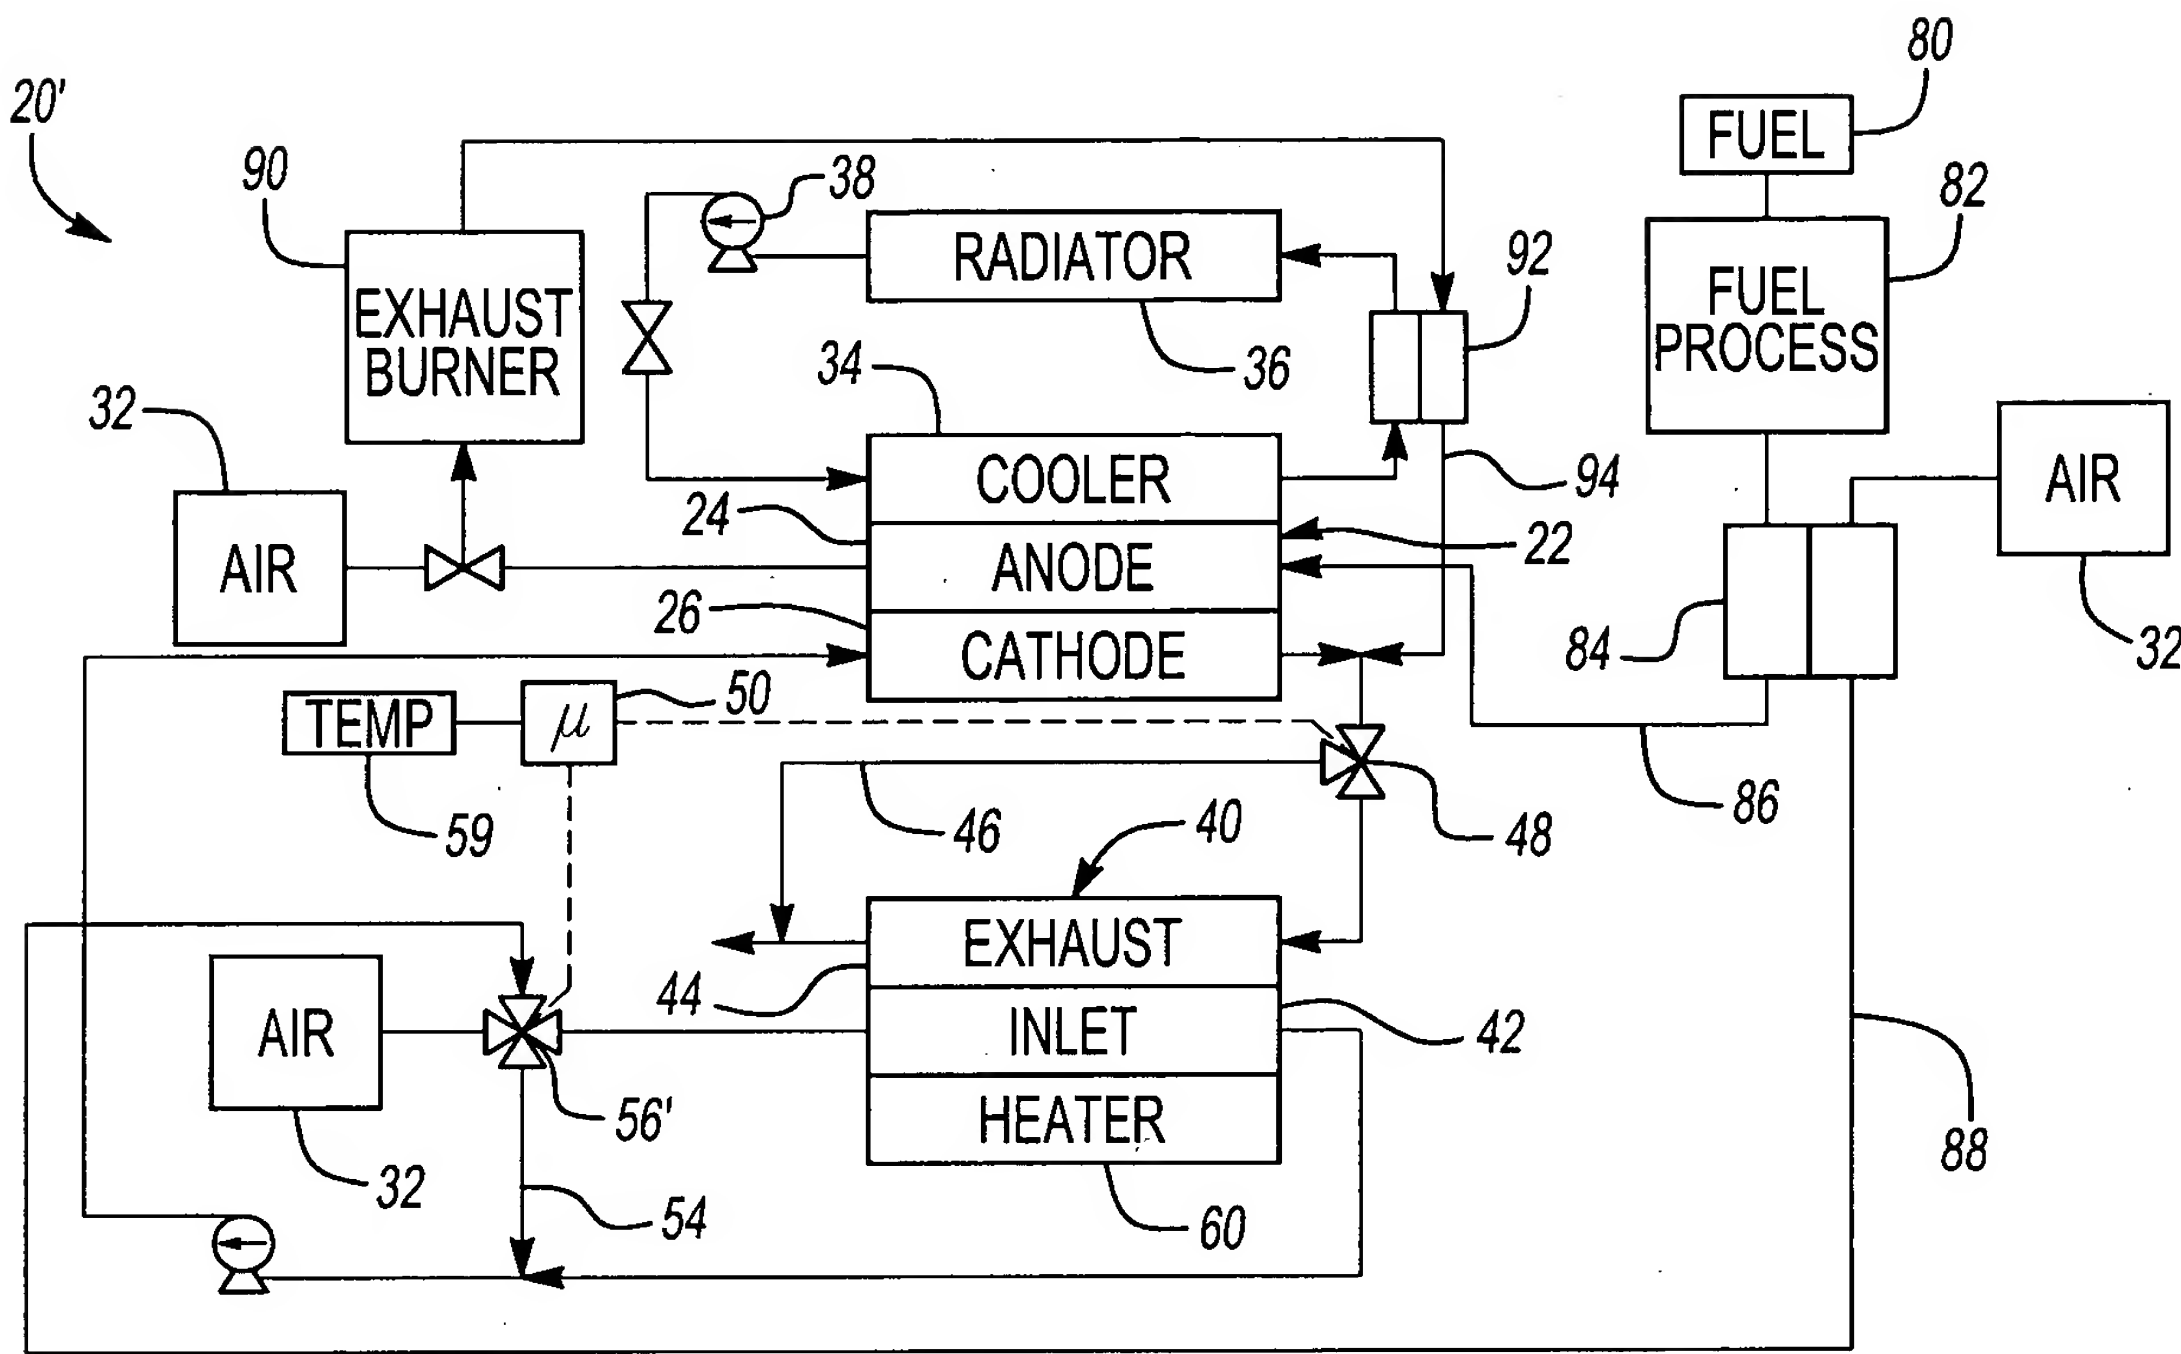 80
FUEL
20'
90
38
82
RADIATOR
92
FUEL
PROCESS
EXHAUST
BURNER
34
36
32
COOLER
94
AIR
24
AIR
ANODE
22
26
CATHODE
84
32
TEMP
50
μ
86
59
46
40
48
EXHAUST
44
AIR
INLET
42
56'
HEATER
88
32
54
60